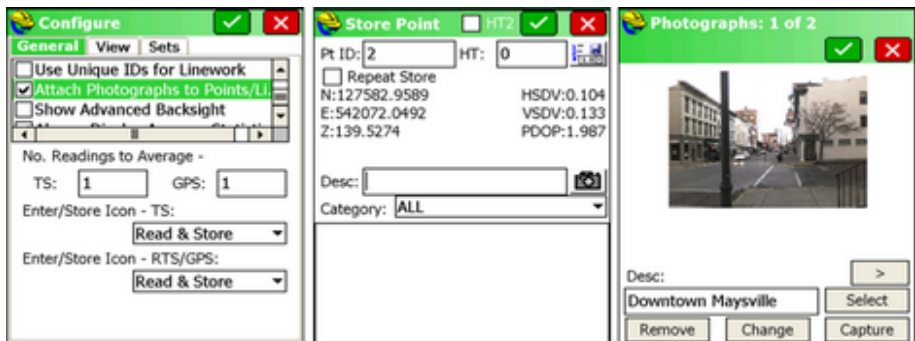 Configure
General View Sets
Use Unique IDs for Linework
Attach Photographs to Points/Li
Show Advanced Backsight
No. Readings to Average -
TS: 1 GPS: 1
Enter/Store Icon - TS:
Read & Store
Enter/Store Icon - RTS/GPS:
Read & Store
Store Point HT2
Pt ID: 2 HT: 0
Repeat Store
N:127582.9589 HSDV:0.104
E:542072.0492 VSDV:0.133
Z:139.5274 PDOP:1.987
Desc:
Category: ALL
Photographs: 1 of 2
Desc: >
Downtown Maysville Select
Remove Change Capture